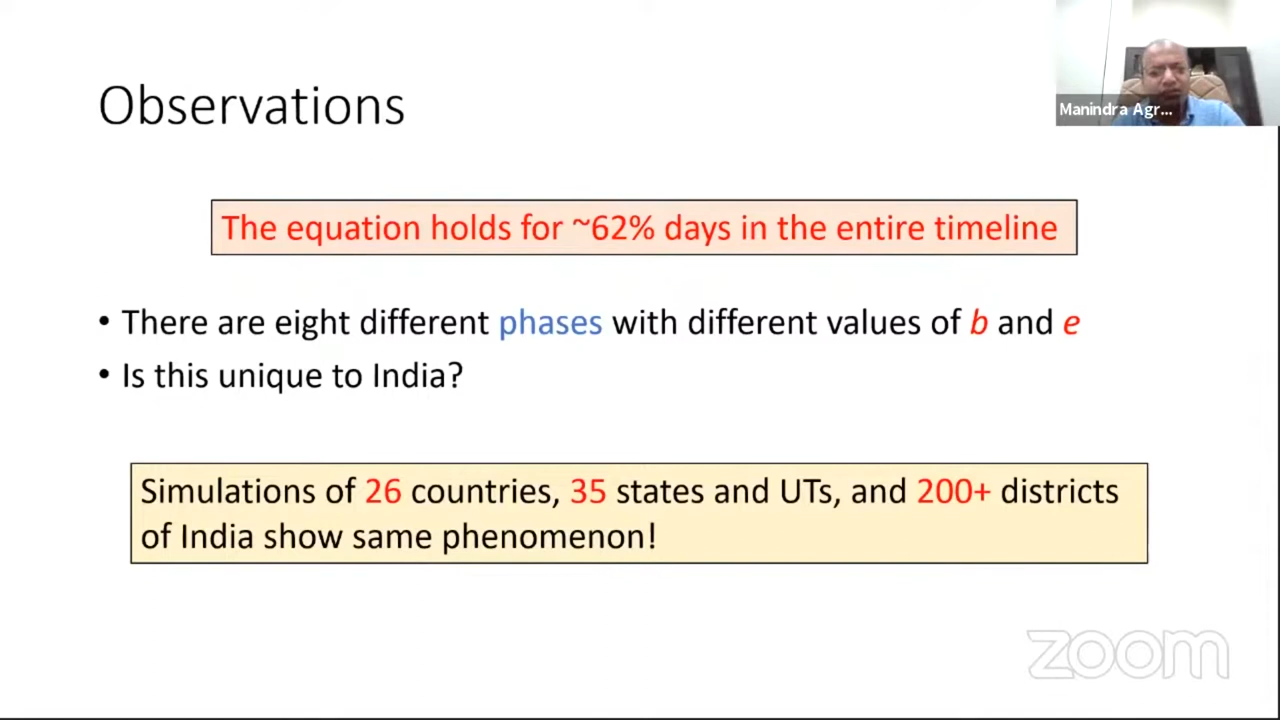 Observations
Manindra Agr...
The equation holds for ~62% days in the entire timeline
• There are eight different phases with different values of b and e
• Is this unique to India?
Simulations of 26 countries, 35 states and UTs, and 200+ districts
of India show same phenomenon!
zoom